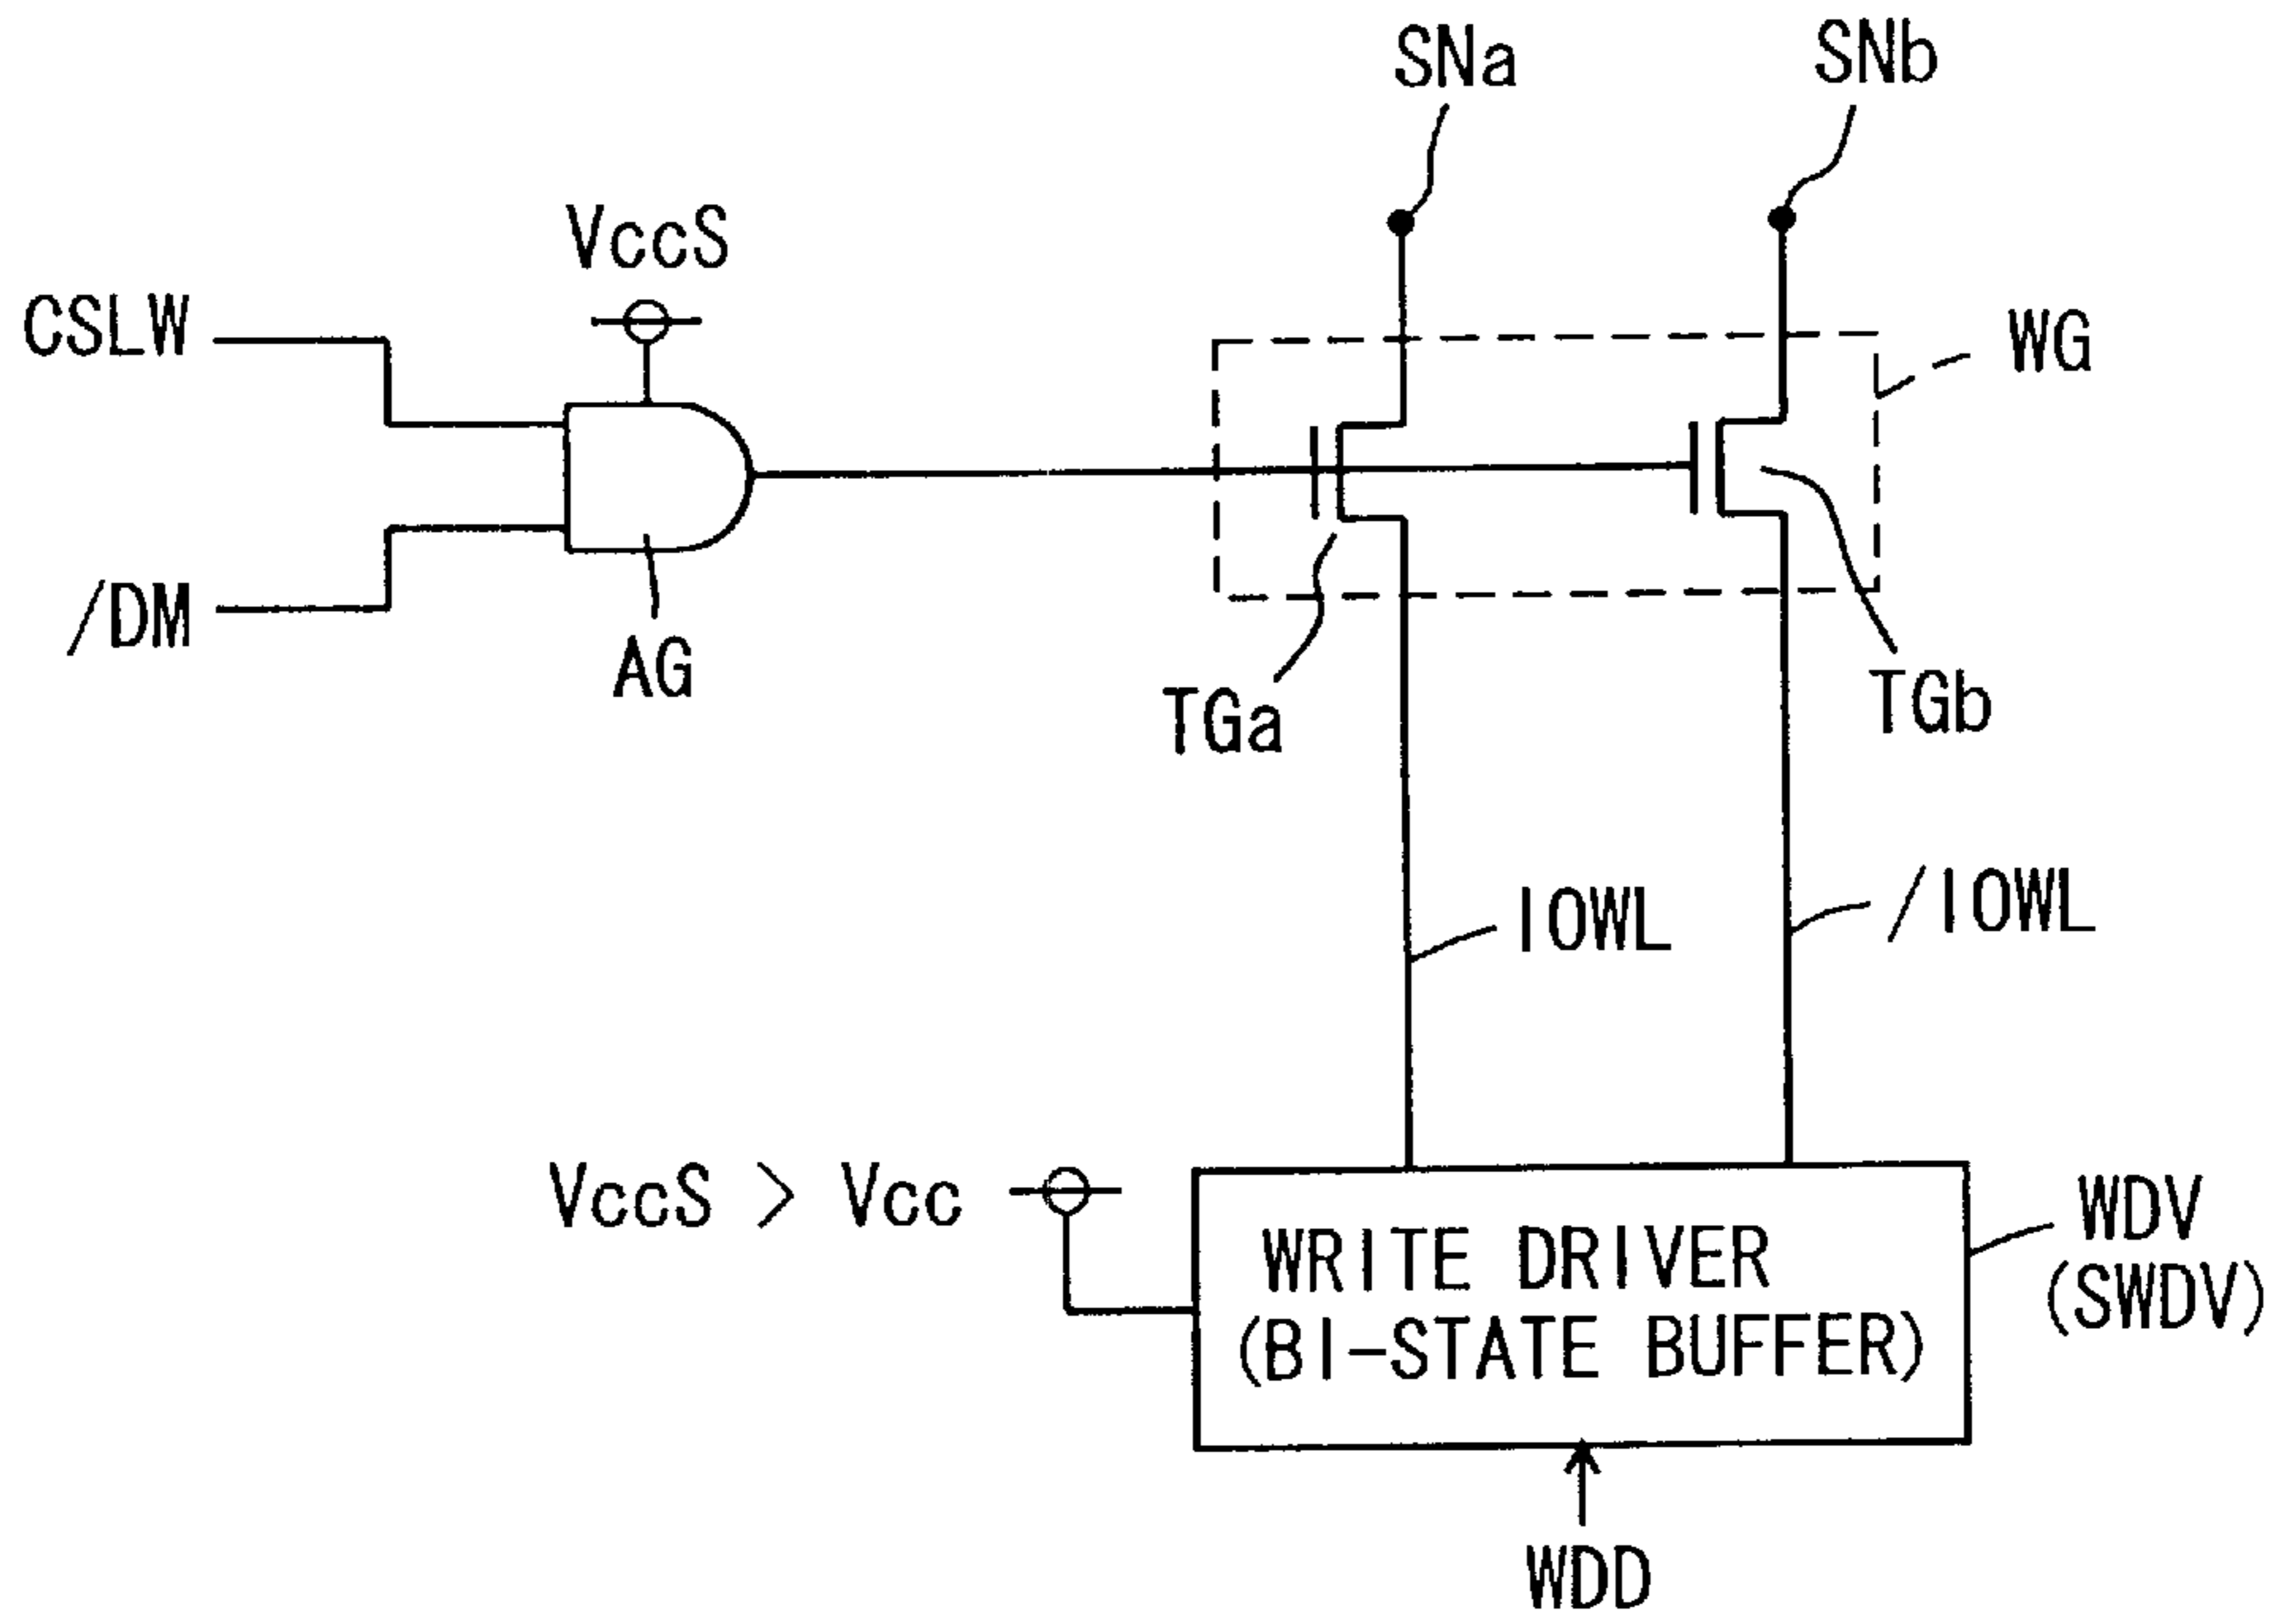 SNa
SNb
VccS
CSLW
WG
/DM
AG
TGa
TGb
IOWL
/IOWL
VccS > Vcc
WRITE DRIVER
(BI-STATE BUFFER)
WDV
(SWDV)
WDD